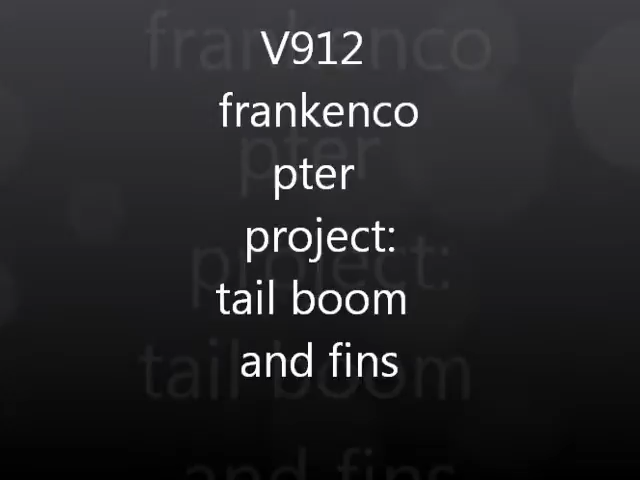 V912
frankenco
pter
project:
tail boom
and fins